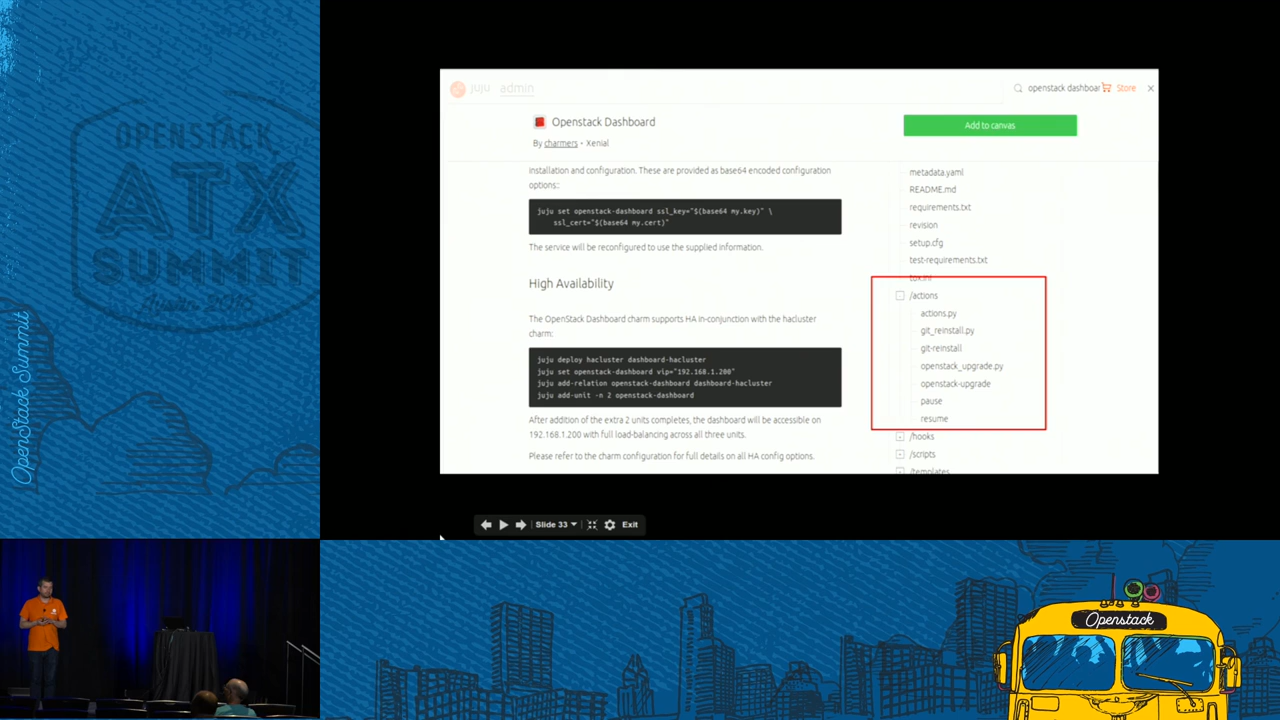 OPENSTACK
ATX
SUMMIT
OpenStack Summit
juju admin
openstack dashboar
Store
Openstack Dashboard
By charmers • Xenial
Add to canvas
installation and configuration. These are provided as base64 encoded configuration
options::
juju set openstack-dashboard ssl_key="$(base64 my.key)" \
ssl_cert="$(base64 my.cert)"
The service will be reconfigured to use the supplied information.
High Availability
The OpenStack Dashboard charm supports HA in-conjunction with the hacluster
charm:
juju deploy hacluster dashboard-hacluster
juju set openstack-dashboard vip="192.168.1.200"
juju add-relation openstack-dashboard dashboard-hacluster
juju add-unit -n 2 openstack-dashboard
After addition of the extra 2 units completes, the dashboard will be accessible on
192.168.1.200 with full load-balancing across all three units.
Please refer to the charm configuration for full details on all HA config options.
metadata.yaml
README.md
requirements.txt
revision
setup.cfg
test-requirements.txt
tox.ini
/actions
actions.py
git_reinstall.py
git-reinstall
openstack_upgrade.py
openstack-upgrade
pause
resume
/hooks
/scripts
/templates
Slide 33
Exit
Openstack